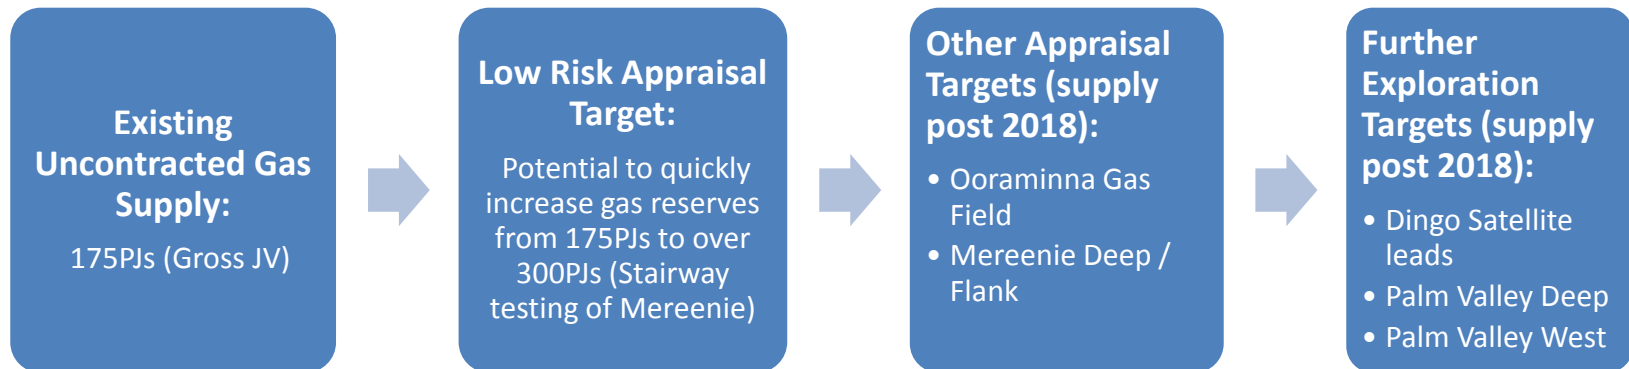 Existing
Uncontracted Gas
Supply:
175PJs (Gross JV)
Low Risk Appraisal
Target:
Potential to quickly
increase gas reserves
from 175PJs to over
300PJs (Stairway
testing of Mereenie)
Other Appraisal
Targets (supply
post 2018):
• Ooraminna Gas
Field
• Mereenie Deep /
Flank
Further
Exploration
Targets (supply
post 2018):
• Dingo Satellite
leads
• Palm Valley Deep
• Palm Valley West